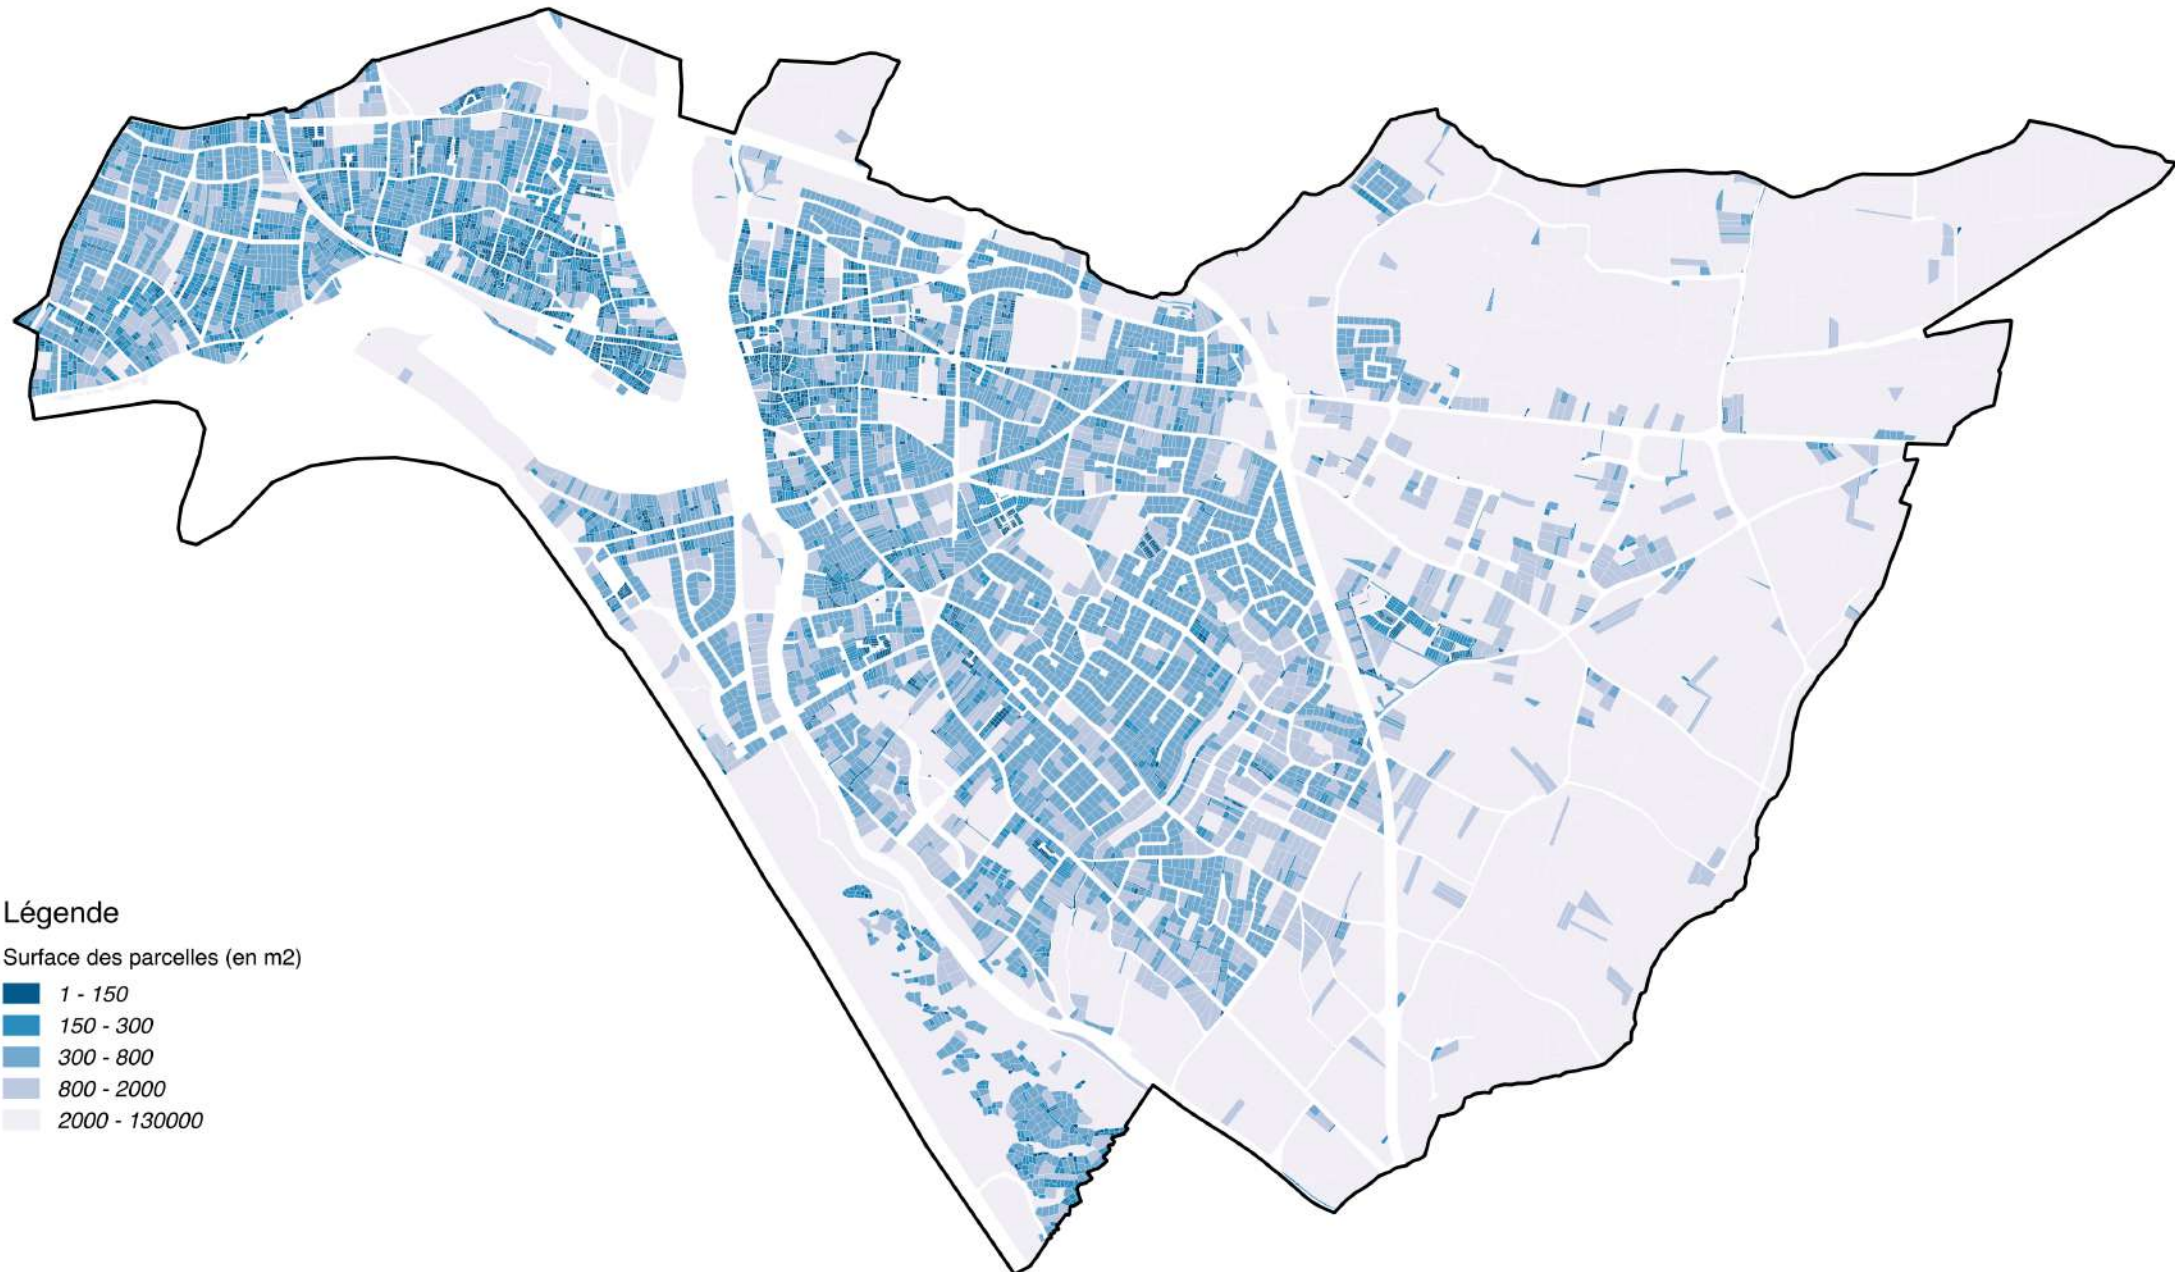 Légende
Surface des parcelles (en m2)
1 - 150
150 - 300
300 - 800
800 - 2000
2000 - 130000